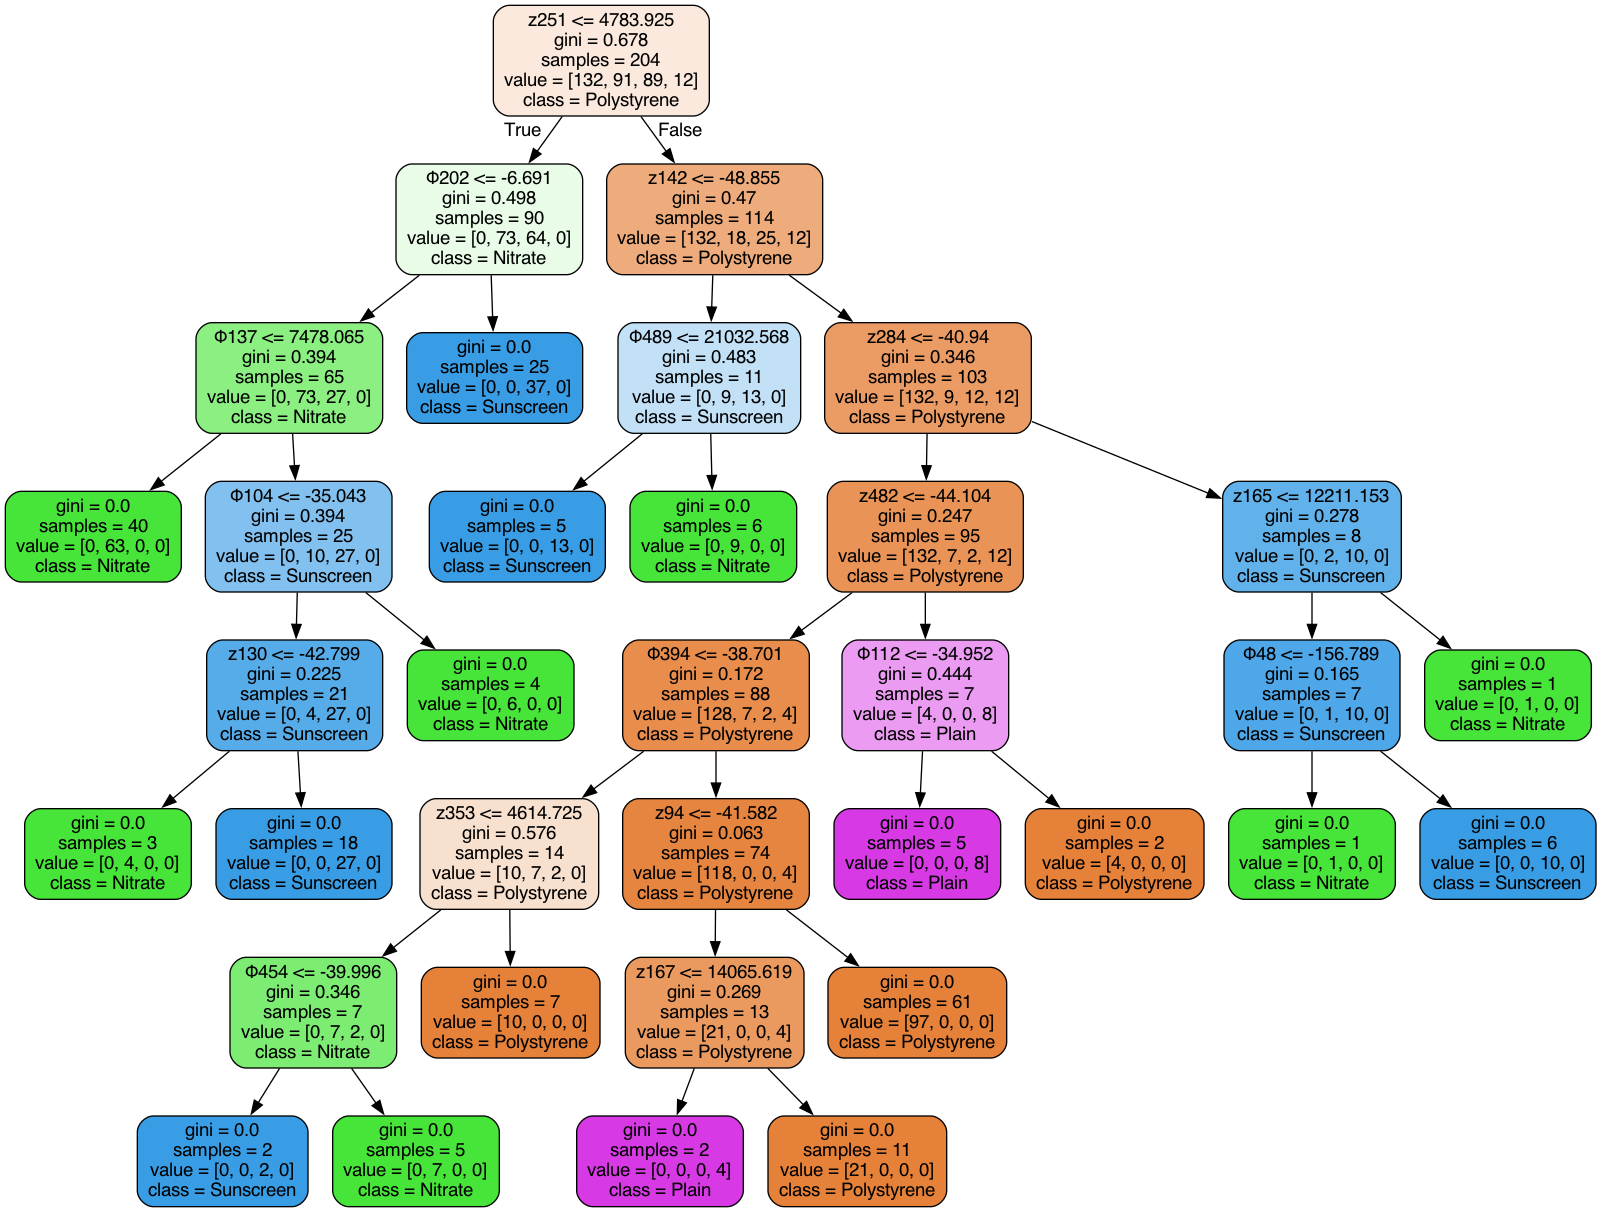 z251 <= 4783.925
gini = 0.678
samples = 204
value = [132, 91, 89, 12]
class = Polystyrene
True
False
Φ202 <= -6.691
gini = 0.498
samples = 90
value = [0, 73, 64, 0]
class = Nitrate
z142 <= -48.855
gini = 0.47
samples = 114
value = [132, 18, 25, 12]
class = Polystyrene
Φ137 <= 7478.065
gini = 0.394
samples = 65
value = [0, 73, 27, 0]
class = Nitrate
gini = 0.0
samples = 25
value = [0, 0, 37, 0]
class = Sunscreen
Φ489 <= 21032.568
gini = 0.483
samples = 11
value = [0, 9, 13, 0]
class = Sunscreen
z284 <= -40.94
gini = 0.346
samples = 103
value = [132, 9, 12, 12]
class = Polystyrene
gini = 0.0
samples = 40
value = [0, 63, 0, 0]
class = Nitrate
Φ104 <= -35.043
gini = 0.394
samples = 25
value = [0, 10, 27, 0]
class = Sunscreen
gini = 0.0
samples = 5
value = [0, 0, 13, 0]
class = Sunscreen
gini = 0.0
samples = 6
value = [0, 9, 0, 0]
class = Nitrate
z482 <= -44.104
gini = 0.247
samples = 95
value = [132, 7, 2, 12]
class = Polystyrene
z165 <= 12211.153
gini = 0.278
samples = 8
value = [0, 2, 10, 0]
class = Sunscreen
z130 <= -42.799
gini = 0.225
samples = 21
value = [0, 4, 27, 0]
class = Sunscreen
gini = 0.0
samples = 4
value = [0, 6, 0, 0]
class = Nitrate
Φ394 <= -38.701
gini = 0.172
samples = 88
value = [128, 7, 2, 4]
class = Polystyrene
Φ112 <= -34.952
gini = 0.444
samples = 7
value = [4, 0, 0, 8]
class = Plain
Φ48 <= -156.789
gini = 0.165
samples = 7
value = [0, 1, 10, 0]
class = Sunscreen
gini = 0.0
samples = 1
value = [0, 1, 0, 0]
class = Nitrate
gini = 0.0
samples = 3
value = [0, 4, 0, 0]
class = Nitrate
gini = 0.0
samples = 18
value = [0, 0, 27, 0]
class = Sunscreen
z353 <= 4614.725
gini = 0.576
samples = 14
value = [10, 7, 2, 0]
class = Polystyrene
z94 <= -41.582
gini = 0.063
samples = 74
value = [118, 0, 0, 4]
class = Polystyrene
gini = 0.0
samples = 5
value = [0, 0, 0, 8]
class = Plain
gini = 0.0
samples = 2
value = [4, 0, 0, 0]
class = Polystyrene
gini = 0.0
samples = 1
value = [0, 1, 0, 0]
class = Nitrate
gini = 0.0
samples = 6
value = [0, 0, 10, 0]
class = Sunscreen
Φ454 <= -39.996
gini = 0.346
samples = 7
value = [0, 7, 2, 0]
class = Nitrate
gini = 0.0
samples = 7
value = [10, 0, 0, 0]
class = Polystyrene
z167 <= 14065.619
gini = 0.269
samples = 13
value = [21, 0, 0, 4]
class = Polystyrene
gini = 0.0
samples = 61
value = [97, 0, 0, 0]
class = Polystyrene
gini = 0.0
samples = 2
value = [0, 0, 2, 0]
class = Sunscreen
gini = 0.0
samples = 5
value = [0, 7, 0, 0]
class = Nitrate
gini = 0.0
samples = 2
value = [0, 0, 0, 4]
class = Plain
gini = 0.0
samples = 11
value = [21, 0, 0, 0]
class = Polystyrene